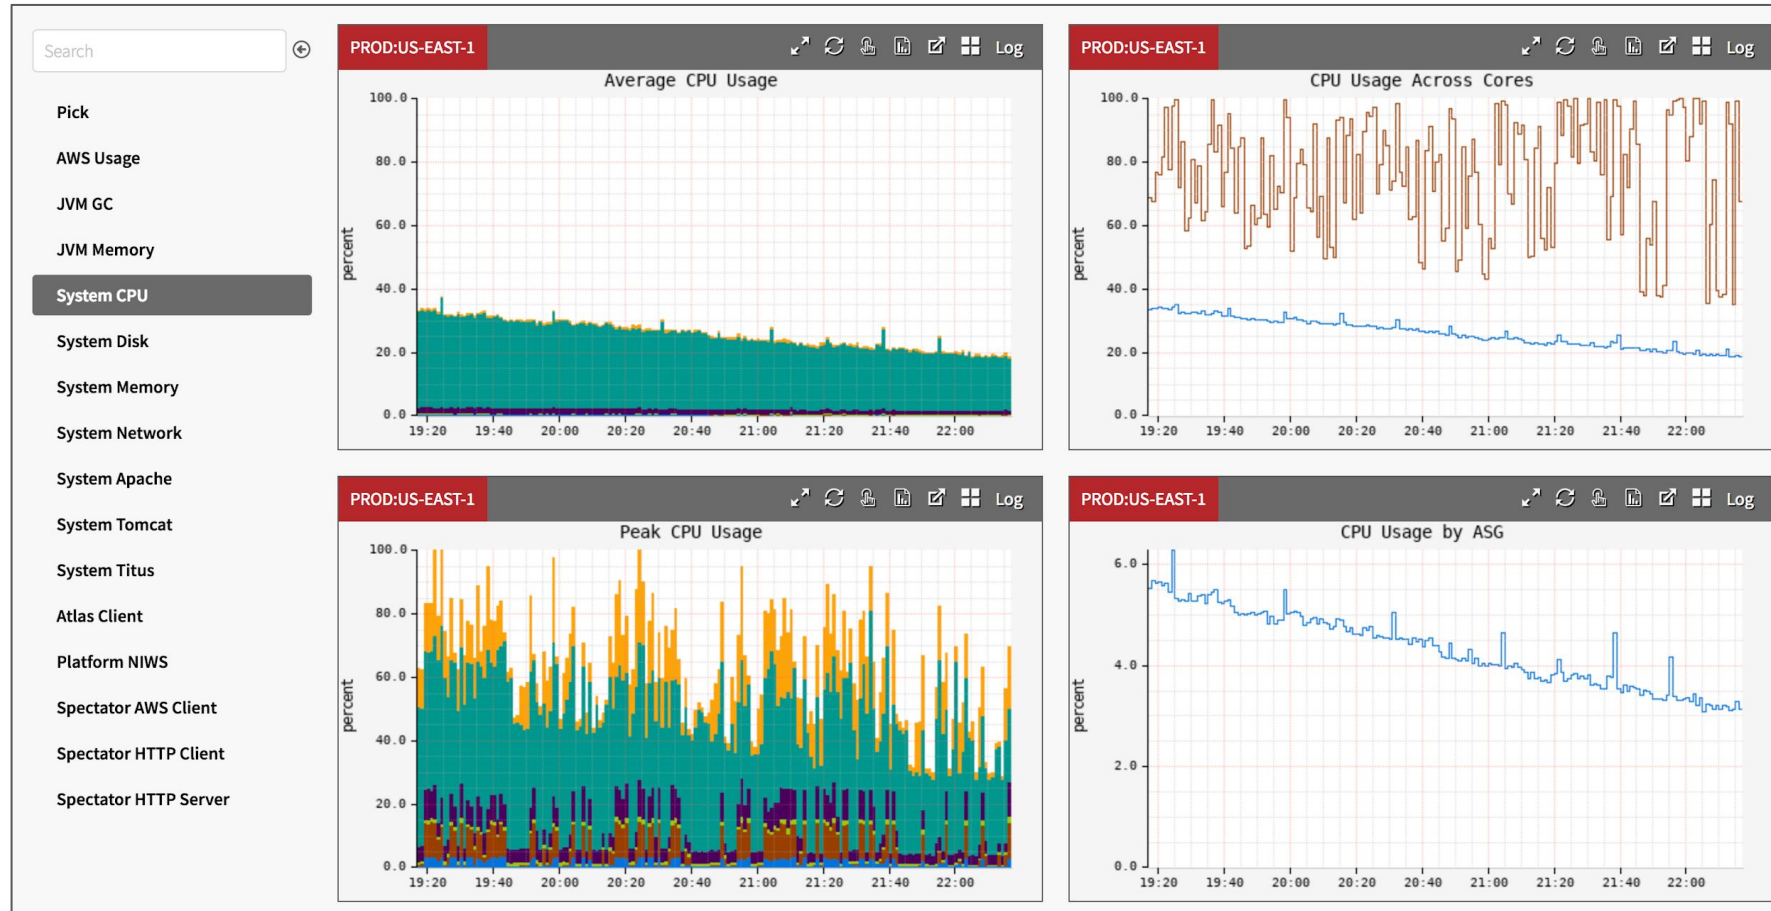 Search
Pick
AWS Usage
JVM GC
JVM Memory
System CPU
System Disk
System Memory
System Network
System Apache
System Tomcat
System Titus
Atlas Client
Platform NIWS
Spectator AWS Client
Spectator HTTP Client
Spectator HTTP Server
PROD:US-EAST-1
Log
Average CPU Usage
100.0
80.0
60.0
40.0
20.0
0.0
percent
19:20 19:40 20:00 20:20 20:40 21:00 21:20 21:40 22:00
PROD:US-EAST-1
Log
CPU Usage Across Cores
100.0
80.0
60.0
40.0
20.0
0.0
percent
19:20 19:40 20:00 20:20 20:40 21:00 21:20 21:40 22:00
PROD:US-EAST-1
Log
Peak CPU Usage
100.0
80.0
60.0
40.0
20.0
0.0
percent
19:20 19:40 20:00 20:20 20:40 21:00 21:20 21:40 22:00
PROD:US-EAST-1
Log
CPU Usage by ASG
6.0
4.0
2.0
0.0
percent
19:20 19:40 20:00 20:20 20:40 21:00 21:20 21:40 22:00